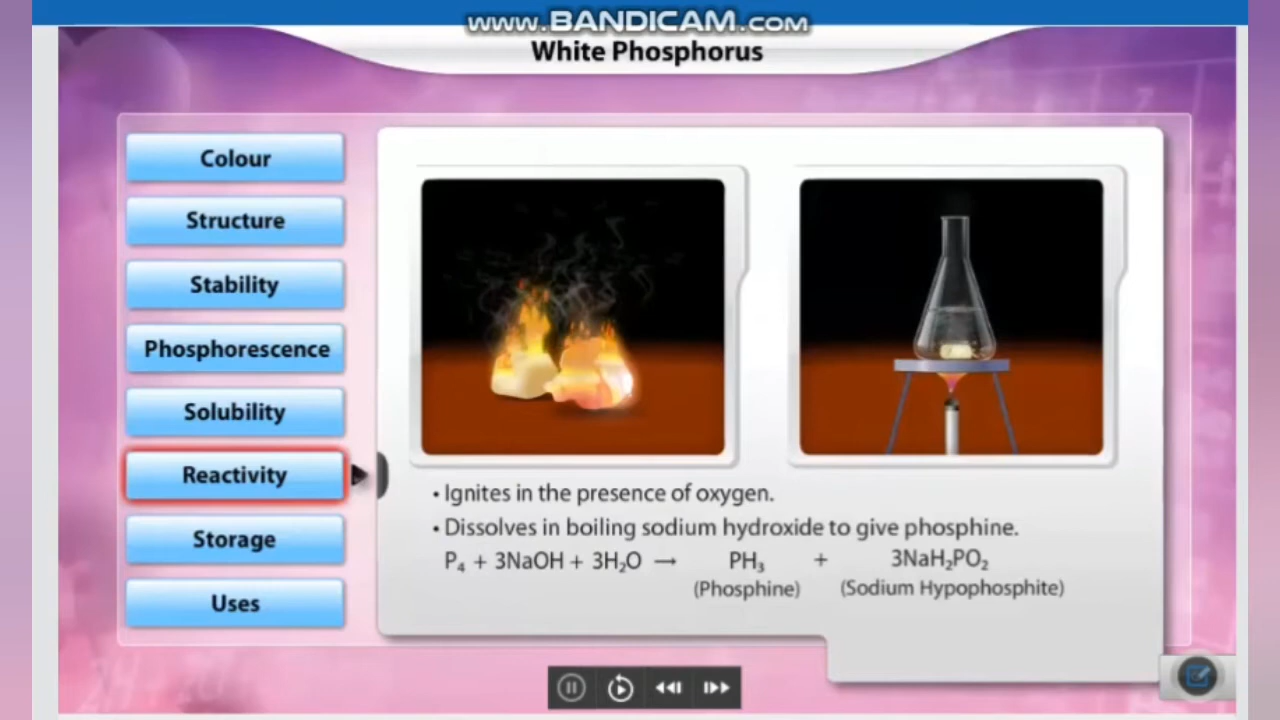 www.BANDICAM.com
White Phosphorus
Colour
Structure
Stability
Phosphorescence
Solubility
Reactivity
Storage
Uses
• Ignites in the presence of oxygen.
• Dissolves in boiling sodium hydroxide to give phosphine.
P₄ + 3NaOH + 3H₂O → PH₃ + 3NaH₂PO₂
(Phosphine) (Sodium Hypophosphite)